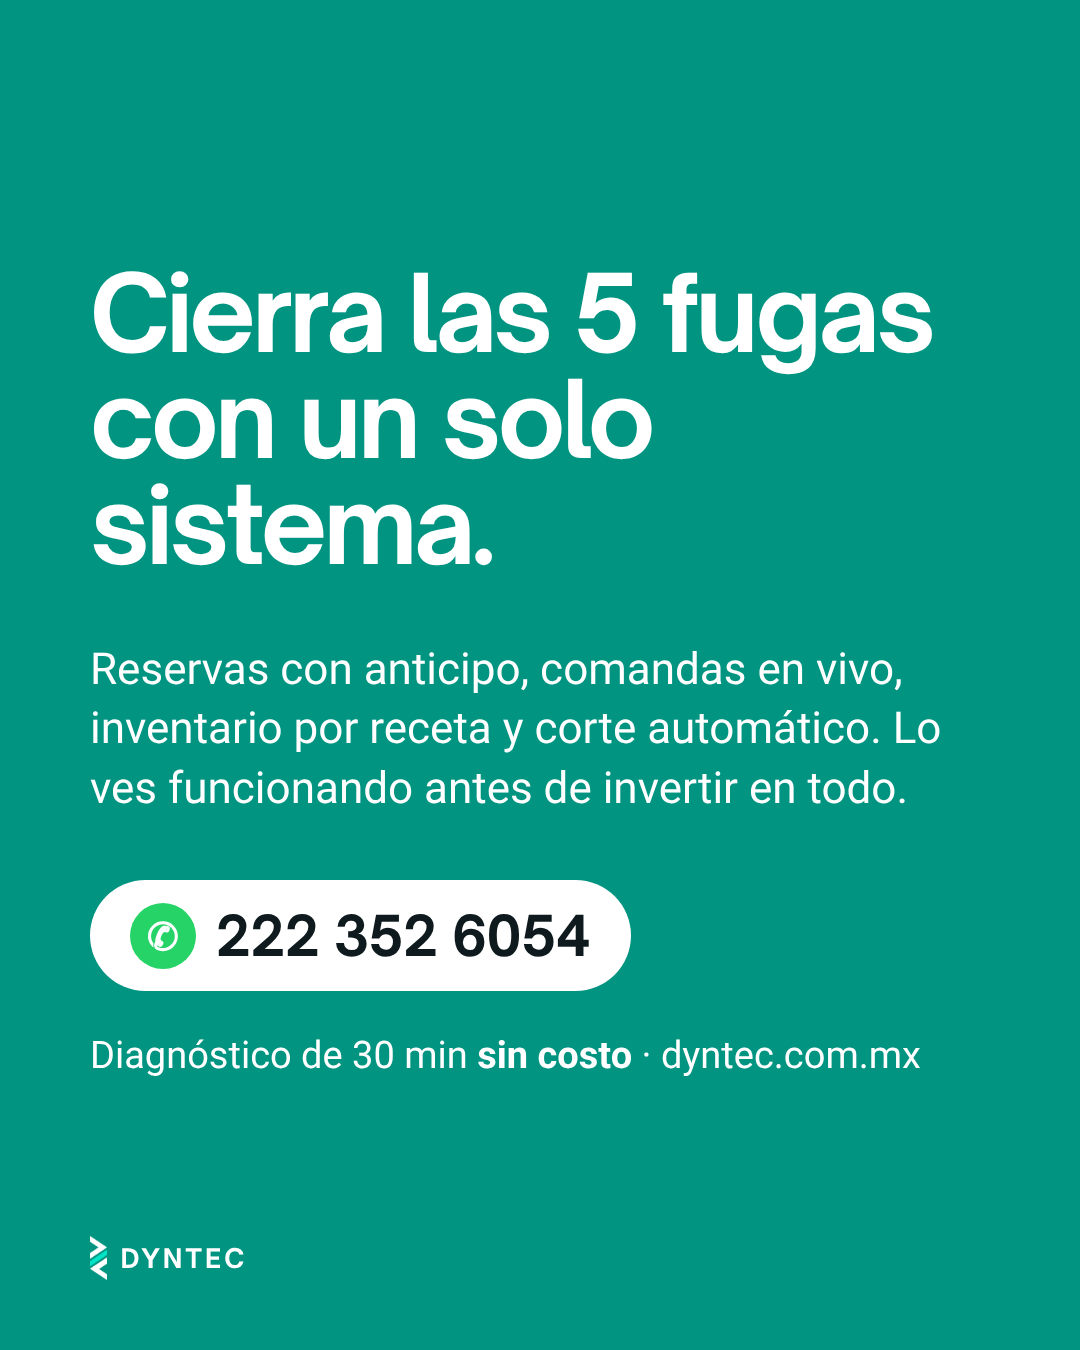 Cierra las 5 fugas
con un solo
sistema.
Reservas con anticipo, comandas en vivo,
inventario por receta y corte automático. Lo
ves funcionando antes de invertir en todo.
✆ 222 352 6054
Diagnóstico de 30 min sin costo · dyntec.com.mx
DYNTEC